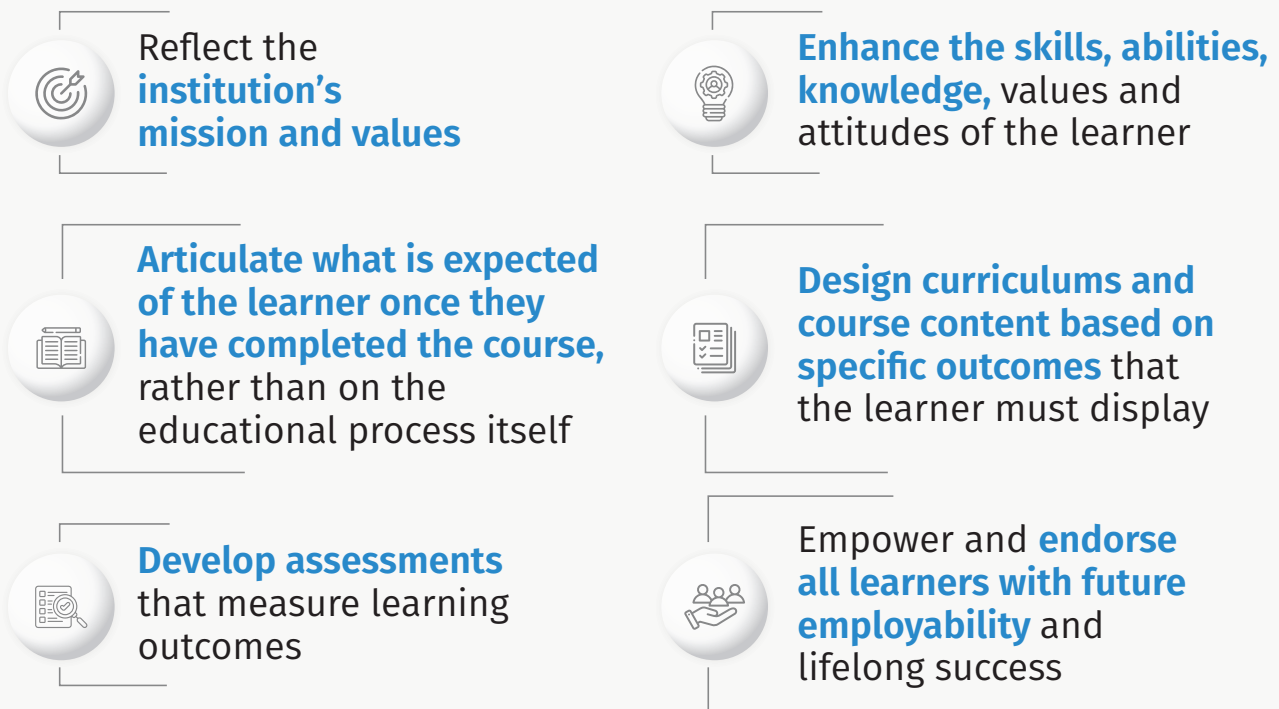 Reflect the
institution's
mission and values
Enhance the skills, abilities,
knowledge, values and
attitudes of the learner
Articulate what is expected
of the learner once they
have completed the course,
rather than on the
educational process itself
Design curriculums and
course content based on
specific outcomes that
the learner must display
Develop assessments
that measure learning
outcomes
Empower and endorse
all learners with future
employability and
lifelong success